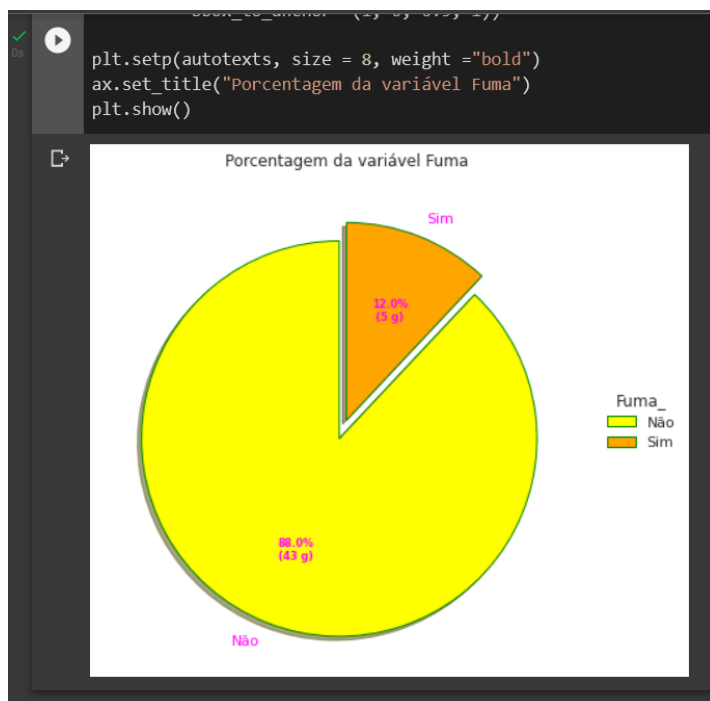 plt.setp(autotexts, size = 8, weight ="bold")
ax.set_title("Porcentagem da variável Fuma")
plt.show()
0s
Porcentagem da variável Fuma
Sim
12.0%
(5 g)
Fuma_
Não
Sim
88.0%
(43 g)
Não